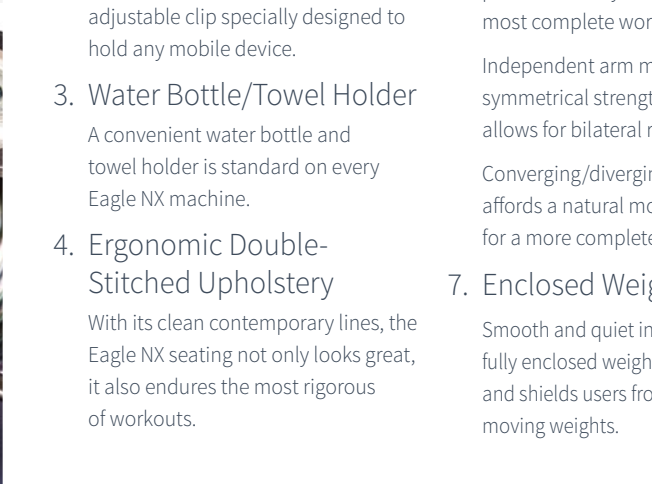 adjustable clip specially designed to
hold any mobile device.
3. Water Bottle/Towel Holder
A convenient water bottle and
towel holder is standard on every
Eagle NX machine.
4. Ergonomic Double-
Stitched Upholstery
With its clean contemporary lines, the
Eagle NX seating not only looks great,
it also endures the most rigorous
of workouts.
most complete wor
Independent arm m
symmetrical strengt
allows for bilateral r
Converging/divergin
affords a natural mo
for a more complete
7. Enclosed Weig
Smooth and quiet in
fully enclosed weigh
and shields users fro
moving weights.